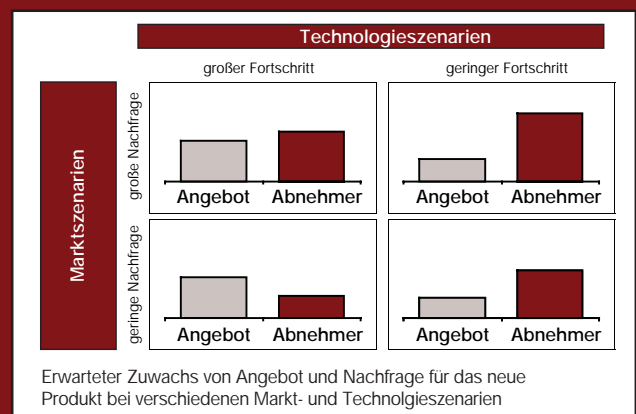 Technologieszenarien
großer Fortschritt
geringer Fortschritt
Marktszenarien
große Nachfrage
Angebot Abnehmer
Angebot Abnehmer
geringe Nachfrage
Angebot Abnehmer
Angebot Abnehmer
Erwarteter Zuwachs von Angebot und Nachfrage für das neue
Produkt bei verschiedenen Markt- und Technolgieszenarien